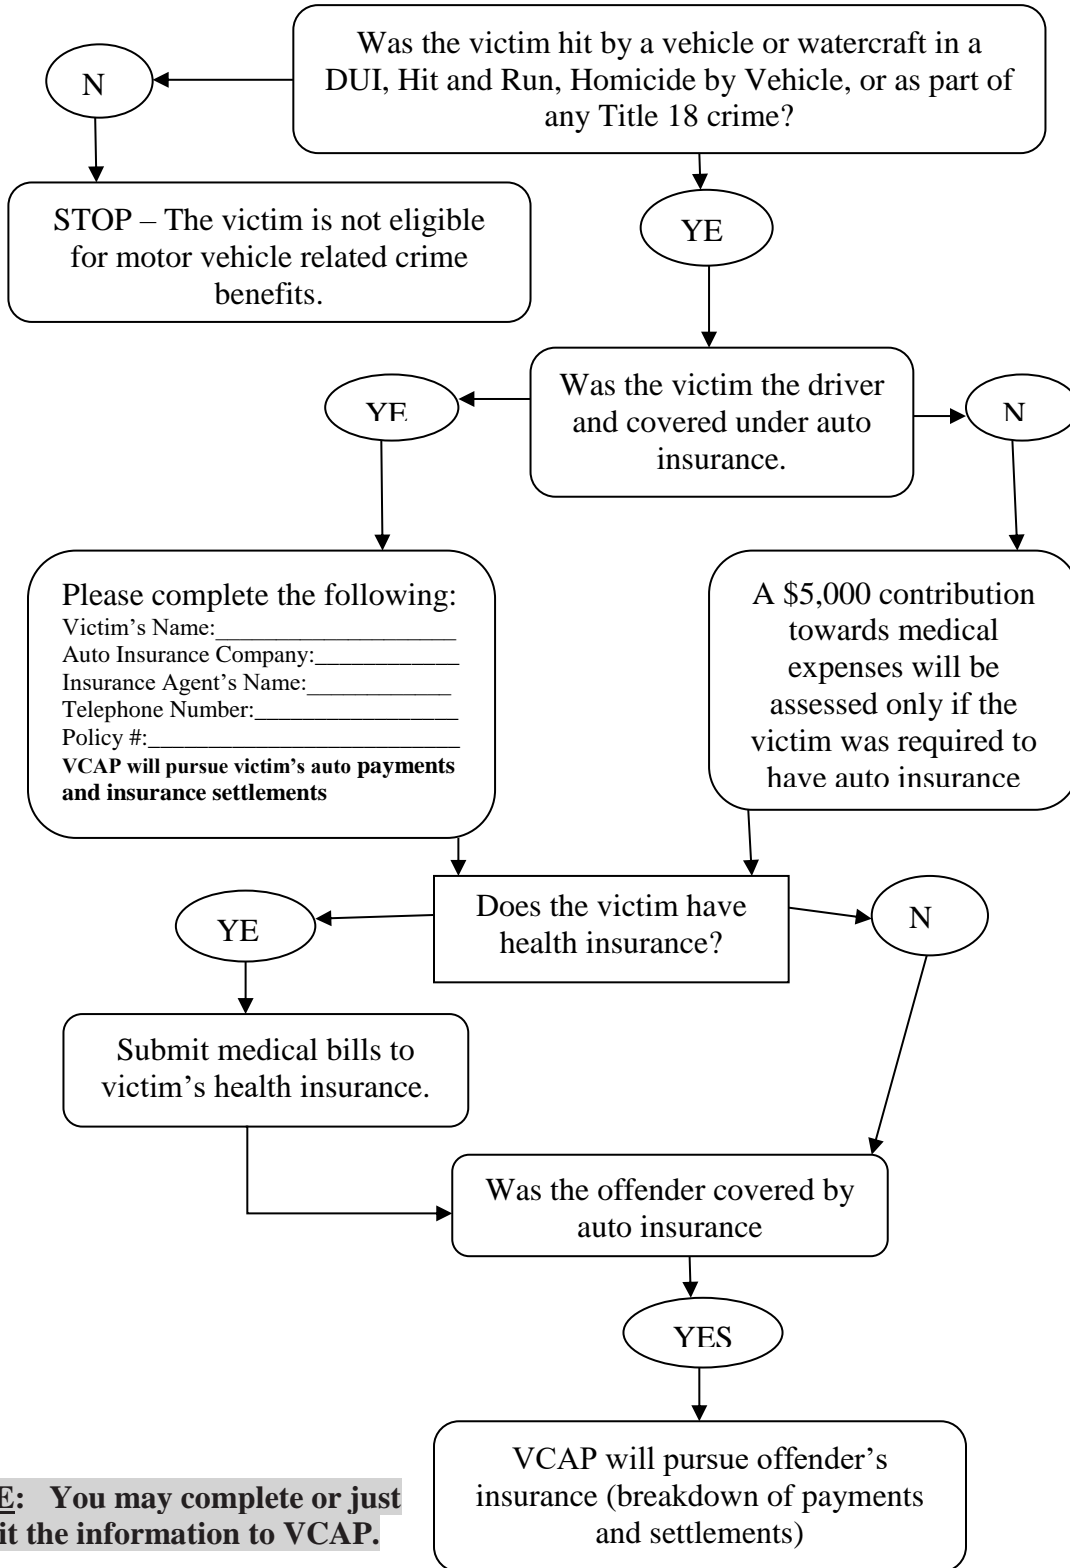 Was the victim hit by a vehicle or watercraft in a
DUI, Hit and Run, Homicide by Vehicle, or as part of
any Title 18 crime?
N
STOP – The victim is not eligible
for motor vehicle related crime
benefits.
YE
Was the victim the driver
and covered under auto
insurance.
YE
N
Please complete the following:
Victim’s Name:_____________________
Auto Insurance Company:____________
Insurance Agent’s Name:____________
Telephone Number:_________________
Policy #:__________________________
VCAP will pursue victim’s auto payments
and insurance settlements
A $5,000 contribution
towards medical
expenses will be
assessed only if the
victim was required to
have auto insurance
Does the victim have
health insurance?
YE
N
Submit medical bills to
victim’s health insurance.
Was the offender covered by
auto insurance
YES
VCAP will pursue offender’s
insurance (breakdown of payments
and settlements)
E: You may complete or just
it the information to VCAP.